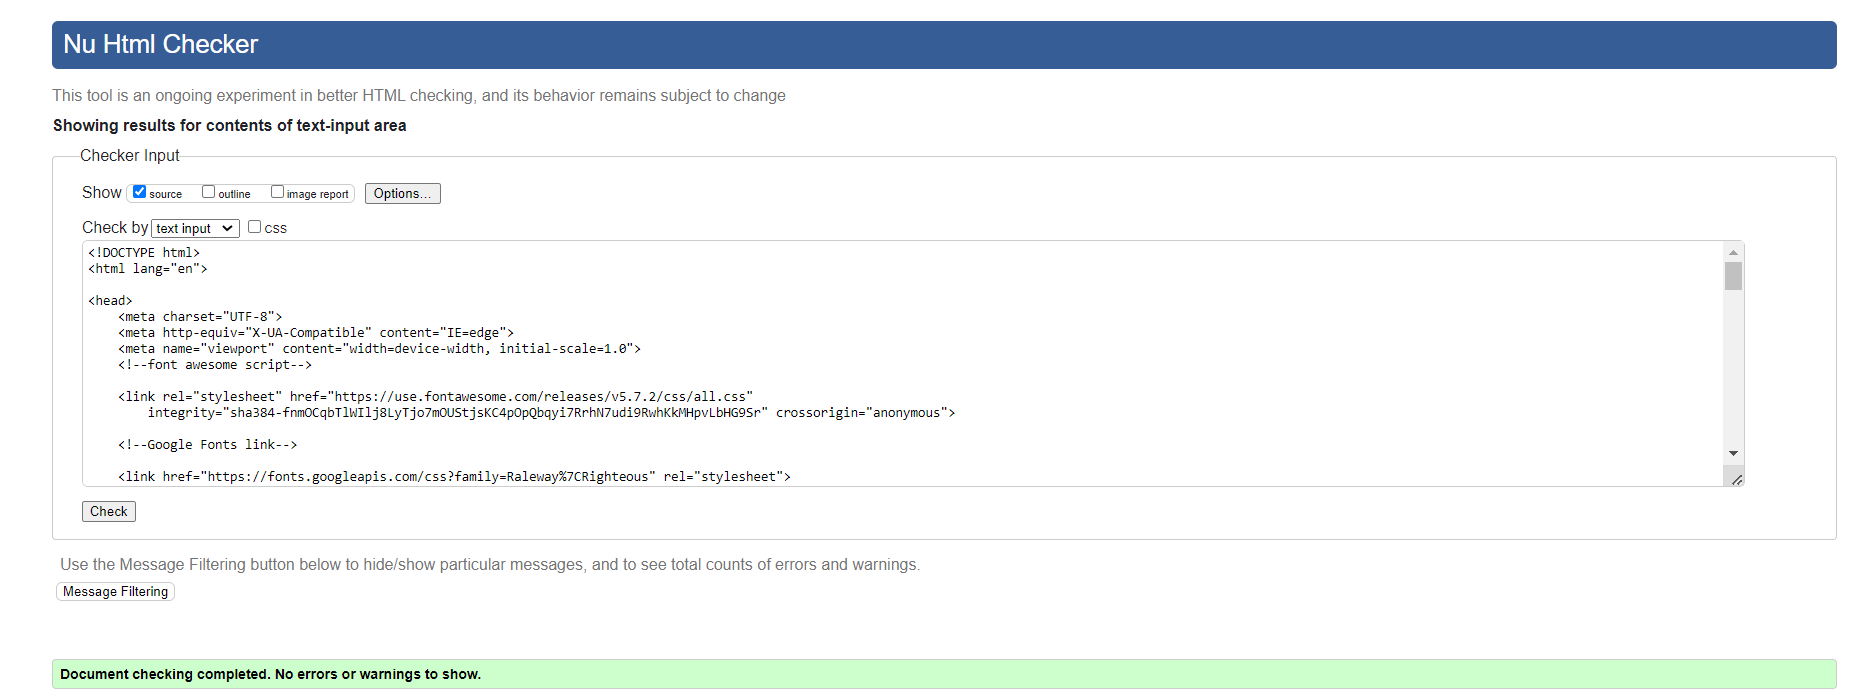 Nu Html Checker
This tool is an ongoing experiment in better HTML checking, and its behavior remains subject to change
Showing results for contents of text-input area
Checker Input
Show source outline image report Options...
Check by text input css
<!DOCTYPE html>
<html lang="en">
<head>
<meta charset="UTF-8">
<meta http-equiv="X-UA-Compatible" content="IE=edge">
<meta name="viewport" content="width=device-width, initial-scale=1.0">
<!--font awesome script-->
<link rel="stylesheet" href="https://use.fontawesome.com/releases/v5.7.2/css/all.css"
integrity="sha384-fnmOCqbTlWIlj8LyTjo7mOUStjsKC4pOpQbqyi7RrhN7udi9RwhKkMHpvLbHG9Sr" crossorigin="anonymous">
<!--Google Fonts link-->
<link href="https://fonts.googleapis.com/css?family=Raleway%7CRighteous" rel="stylesheet">
Check
Use the Message Filtering button below to hide/show particular messages, and to see total counts of errors and warnings.
Message Filtering
Document checking completed. No errors or warnings to show.